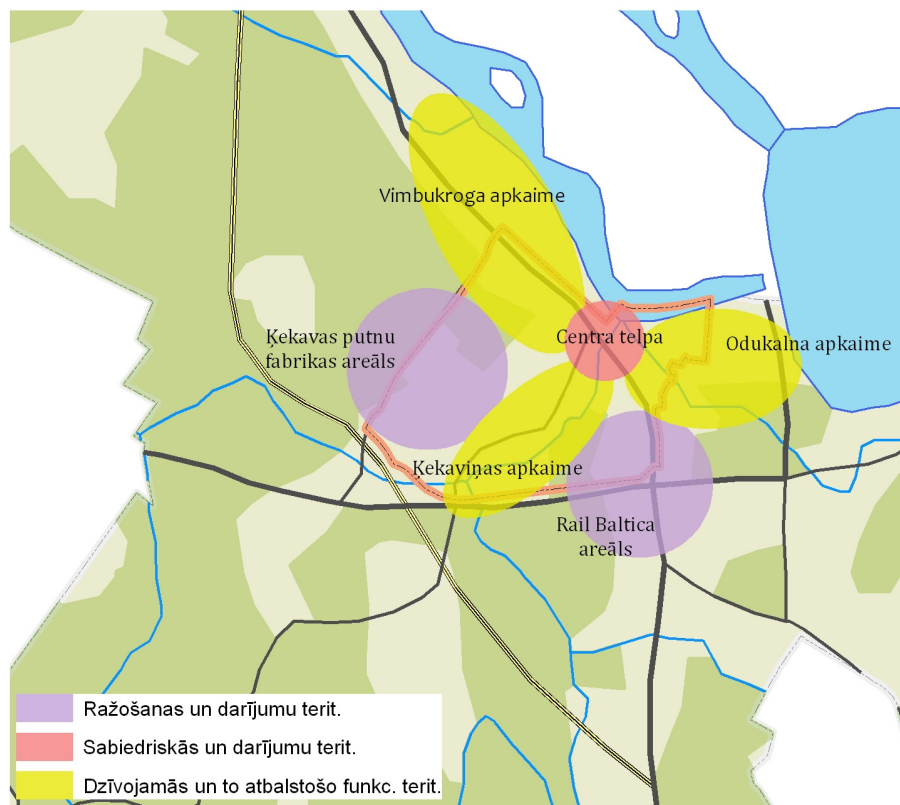 Vimbukroga apkaime
Ķekavas putnu
fabrikas areāls
Centra telpa
Odukalna apkaime
Ķekaviņas apkaime
Rail Baltica
areāls
Ražošanas un darījumu terit.
Sabiedriskās un darījumu terit.
Dzīvojamās un to atbalstošo funkc. terit.